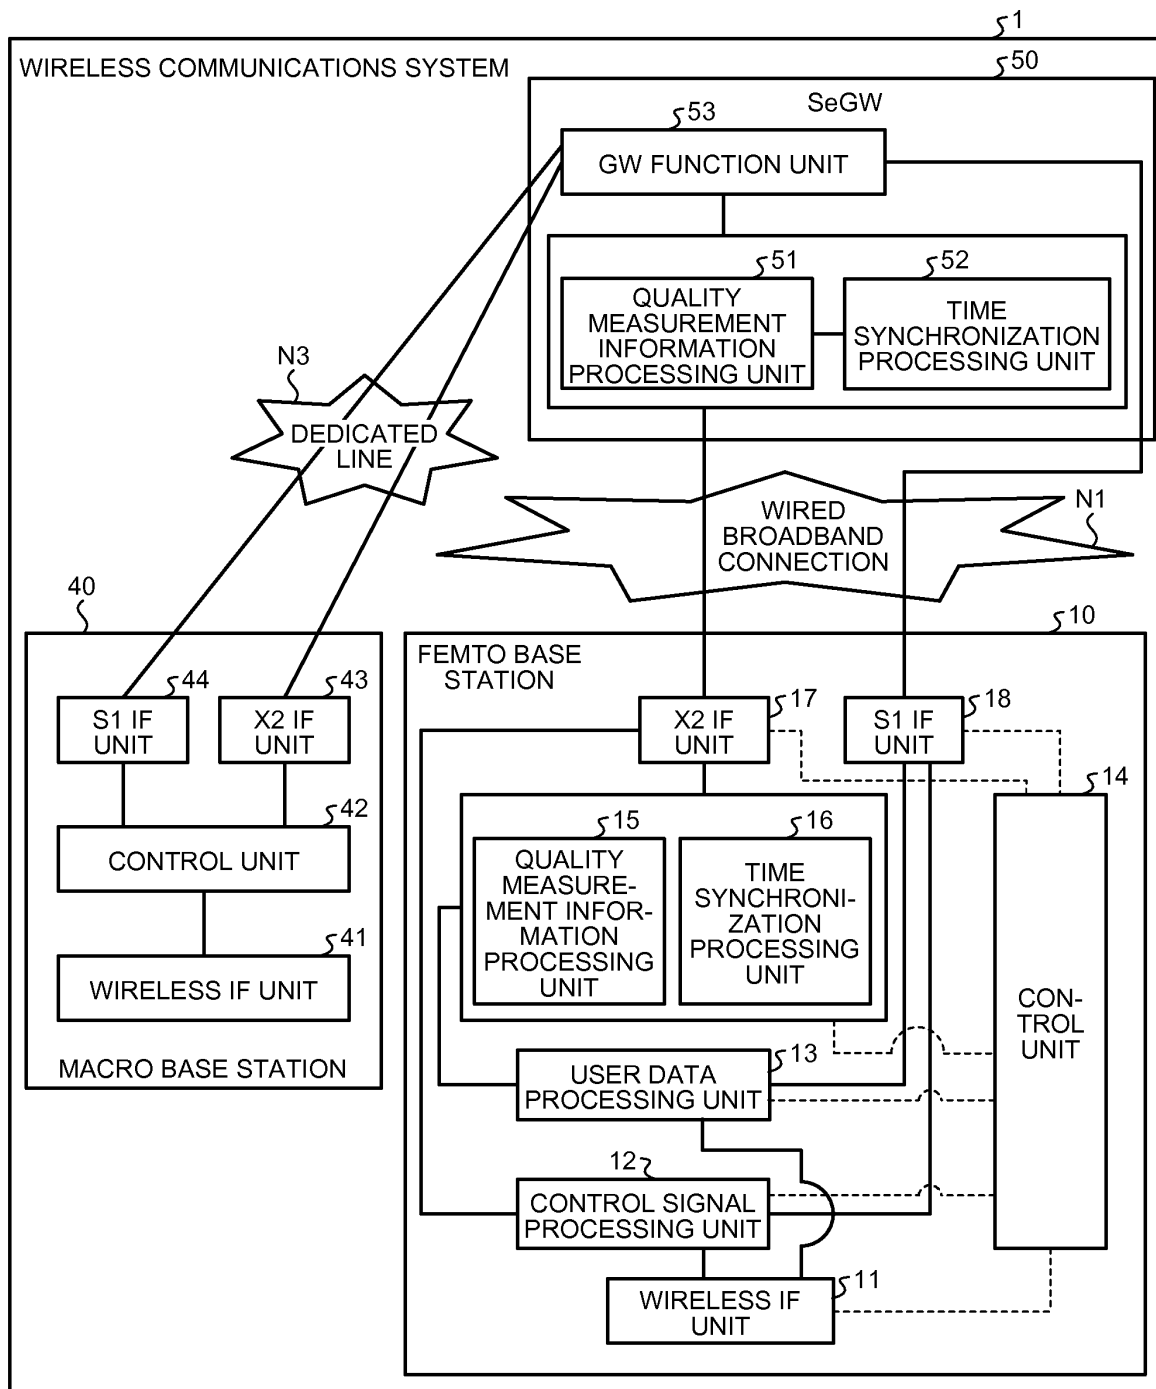 1
WIRELESS COMMUNICATIONS SYSTEM
50
SeGW
53
GW FUNCTION UNIT
51
QUALITY
MEASUREMENT
INFORMATION
PROCESSING UNIT
52
TIME
SYNCHRONIZATION
PROCESSING UNIT
N3
DEDICATED
LINE
N1
WIRED
BROADBAND
CONNECTION
40
44
S1 IF
UNIT
43
X2 IF
UNIT
42
CONTROL UNIT
41
WIRELESS IF UNIT
MACRO BASE STATION
10
FEMTO BASE
STATION
17
X2 IF
UNIT
18
S1 IF
UNIT
14
CON-
TROL
UNIT
15
QUALITY
MEASURE-
MENT INFOR-
MATION
PROCESSING
UNIT
16
TIME
SYNCHRONI-
ZATION
PROCESSING
UNIT
13
USER DATA
PROCESSING UNIT
12
CONTROL SIGNAL
PROCESSING UNIT
11
WIRELESS IF
UNIT